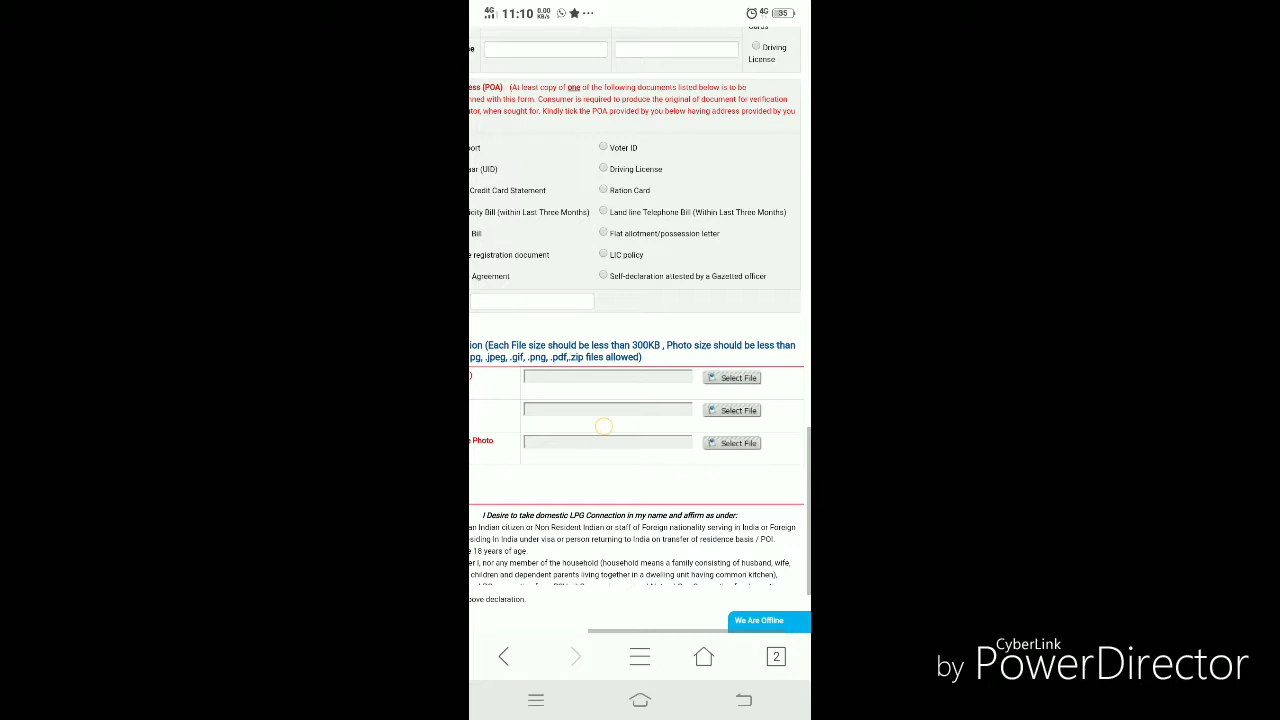 4G 11:10 0.00 KB/s 4G 35
Driving
License
ess (POA) (At least copy of one of the following documents listed below is to be
nned with this form. Consumer is required to produce the original of document for verification
tor, when sought for. Kindly tick the POA provided by you below having address provided by you
ort Voter ID
aar (UID) Driving License
Credit Card Statement Ration Card
icity Bill (within Last Three Months) Land line Telephone Bill (Within Last Three Months)
Bill Flat allotment/possession letter
e registration document LIC policy
Agreement Self-declaration attested by a Gazetted officer
ion (Each File size should be less than 300KB , Photo size should be less than
pg, .jpeg, .gif, .png, .pdf,.zip files allowed)
) Select File
Select File
Photo Select File
I Desire to take domestic LPG Connection in my name and affirm as under:
an Indian citizen or Non Resident Indian or staff of Foreign nationality serving in India or Foreign
siding In India under visa or person returning to India on transfer of residence basis / POI.
e 18 years of age.
er I, nor any member of the household (household means a family consisting of husband, wife,
children and dependent parents living together in a dwelling unit having common kitchen),
ove declaration.
We Are Offline
2
CyberLink
by PowerDirector